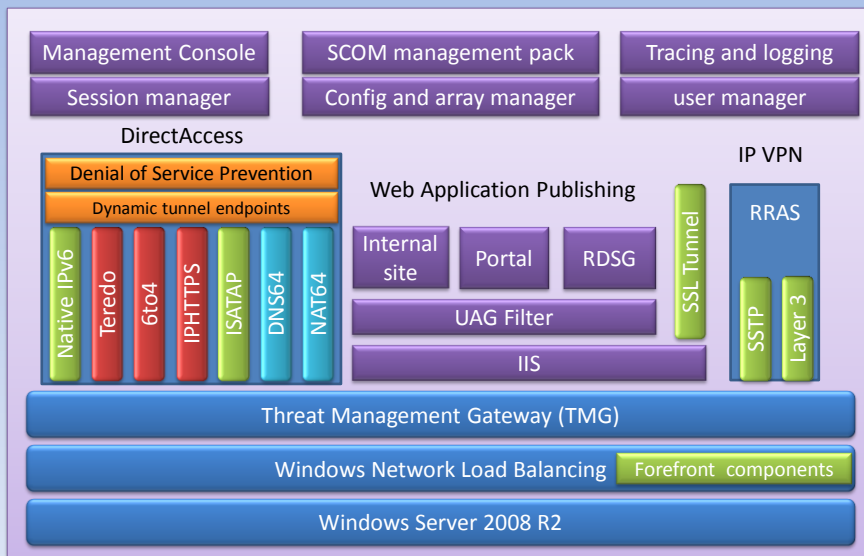 Management Console
SCOM management pack
Tracing and logging
Session manager
Config and array manager
user manager
DirectAccess
Denial of Service Prevention
Dynamic tunnel endpoints
Native IPv6
Teredo
6to4
IPHTTPS
ISATAP
DNS64
NAT64
Web Application Publishing
Internal
site
Portal
RDSG
UAG Filter
IIS
SSL Tunnel
IP VPN
RRAS
SSTP
Layer 3
Threat Management Gateway (TMG)
Windows Network Load Balancing
Forefront components
Windows Server 2008 R2